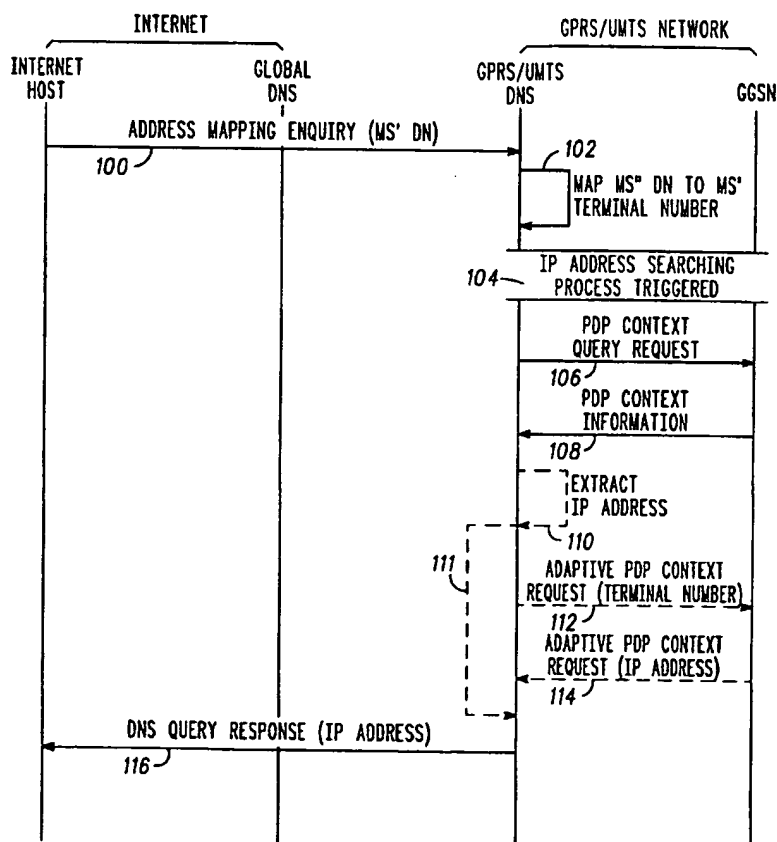 INTERNET
GPRS/UMTS NETWORK
INTERNET
HOST
GLOBAL
DNS
GPRS/UMTS
DNS
GGSN
ADDRESS MAPPING ENQUIRY (MS' DN)
100
102
MAP MS" DN TO MS'
TERMINAL NUMBER
104
IP ADDRESS SEARCHING
PROCESS TRIGGERED
PDP CONTEXT
QUERY REQUEST
106
PDP CONTEXT
INFORMATION
108
EXTRACT
IP ADDRESS
110
111
ADAPTIVE PDP CONTEXT
REQUEST (TERMINAL NUMBER)
112
ADAPTIVE PDP CONTEXT
REQUEST (IP ADDRESS)
114
DNS QUERY RESPONSE (IP ADDRESS)
116